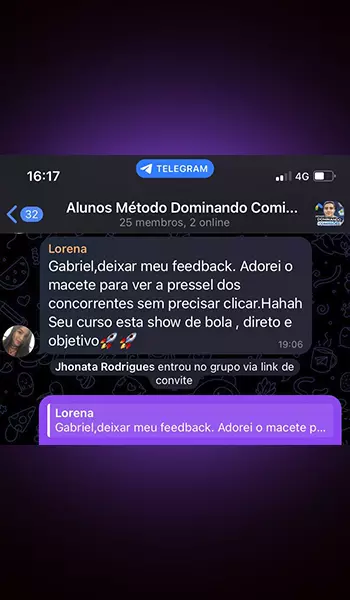 TELEGRAM
16:17
4G
32
Alunos Método Dominando Comi...
25 membros, 2 online
Lorena
Gabriel,deixar meu feedback. Adorei o
macete para ver a pressel dos
concorrentes sem precisar clicar.Hahah
Seu curso esta show de bola , direto e
objetivo🚀🚀
19:06
Jhonata Rodrigues entrou no grupo via link de
convite
Lorena
Gabriel,deixar meu feedback. Adorei o macete p...